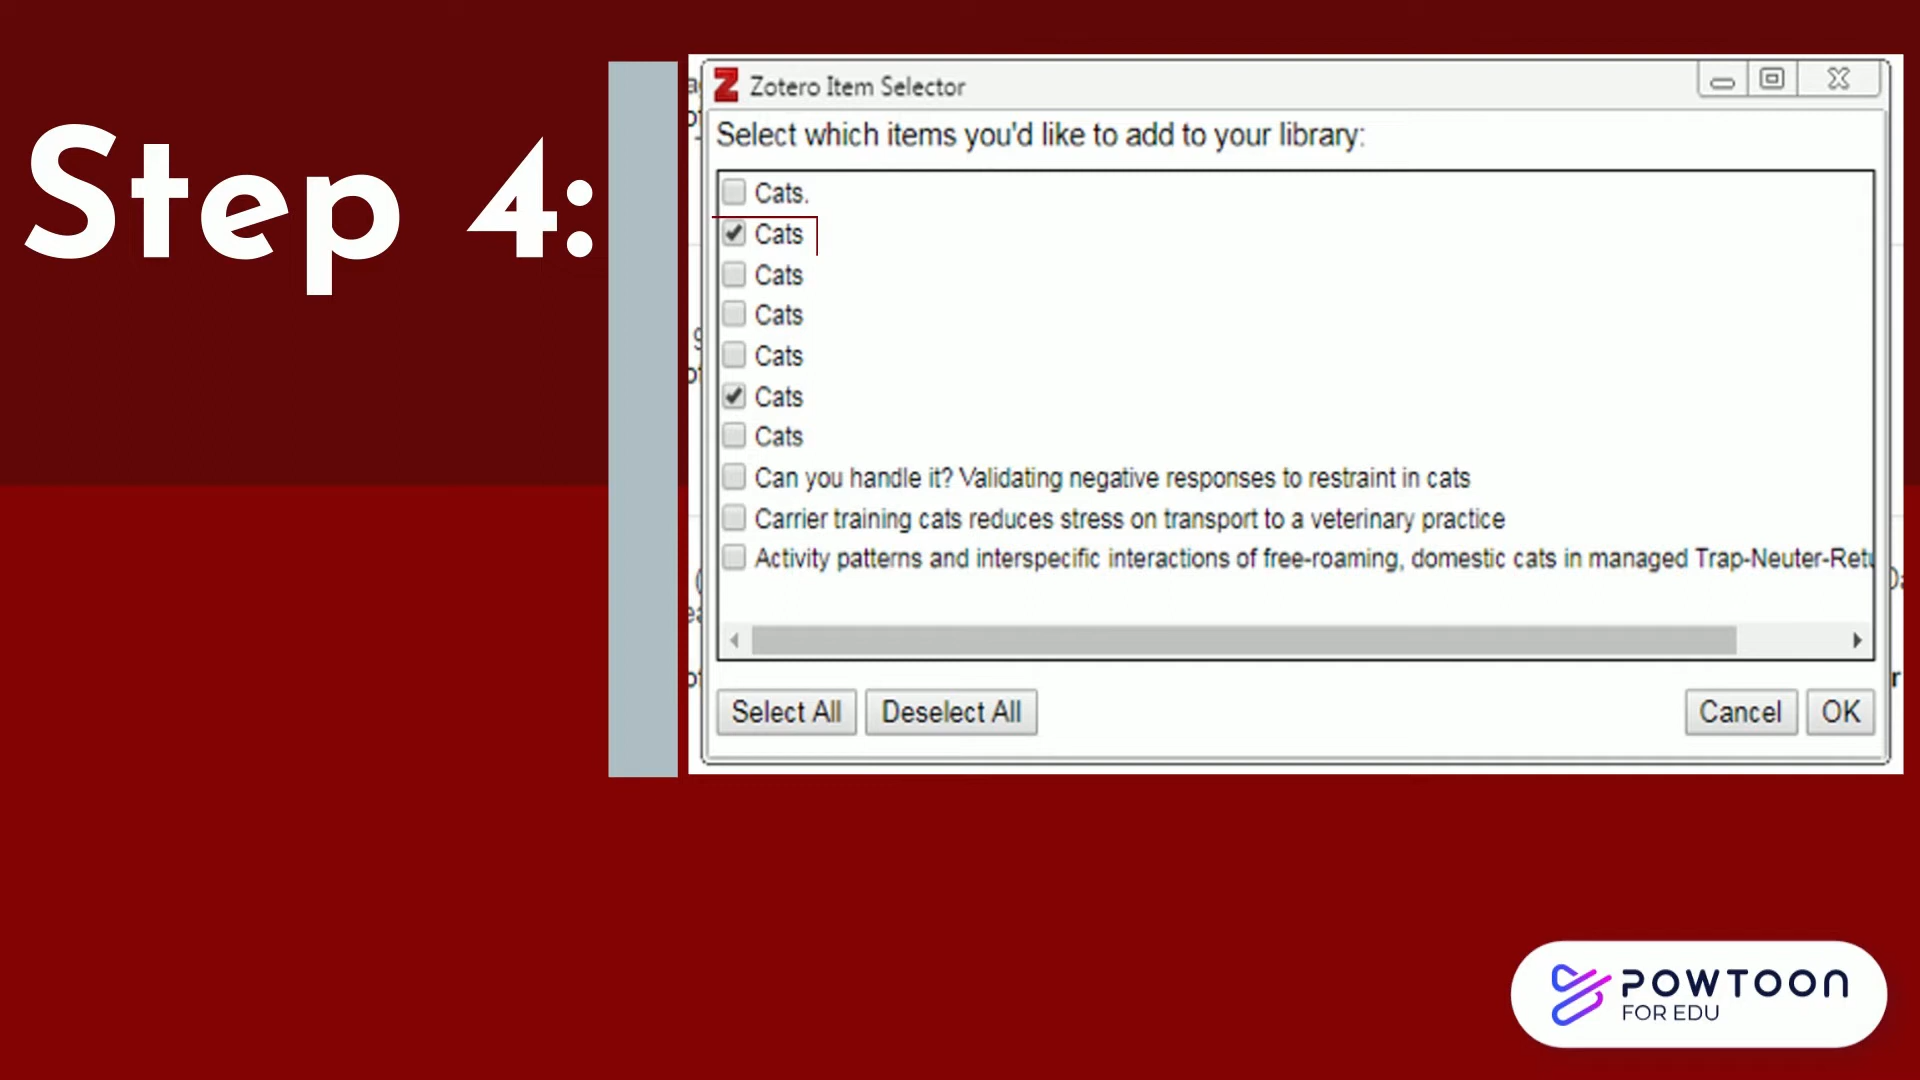 Step 4:
Zotero Item Selector
Select which items you'd like to add to your library:
Cats.
Cats
Cats
Cats
Cats
Cats
Cats
Can you handle it? Validating negative responses to restraint in cats
Carrier training cats reduces stress on transport to a veterinary practice
Activity patterns and interspecific interactions of free-roaming, domestic cats in managed Trap-Neuter-Retu
Select All
Deselect All
Cancel
OK
POWTOON
FOR EDU